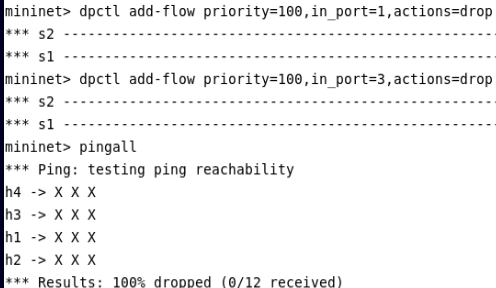 mininet> dpctl add-flow priority=100,in_port=1,actions=drop
*** s2 -----------------------------------------------
*** s1 -----------------------------------------------
mininet> dpctl add-flow priority=100,in_port=3,actions=drop
*** s2 -----------------------------------------------
*** s1 -----------------------------------------------
mininet> pingall
*** Ping: testing ping reachability
h4 -> X X X
h3 -> X X X
h1 -> X X X
h2 -> X X X
*** Results: 100% dropped (0/12 received)